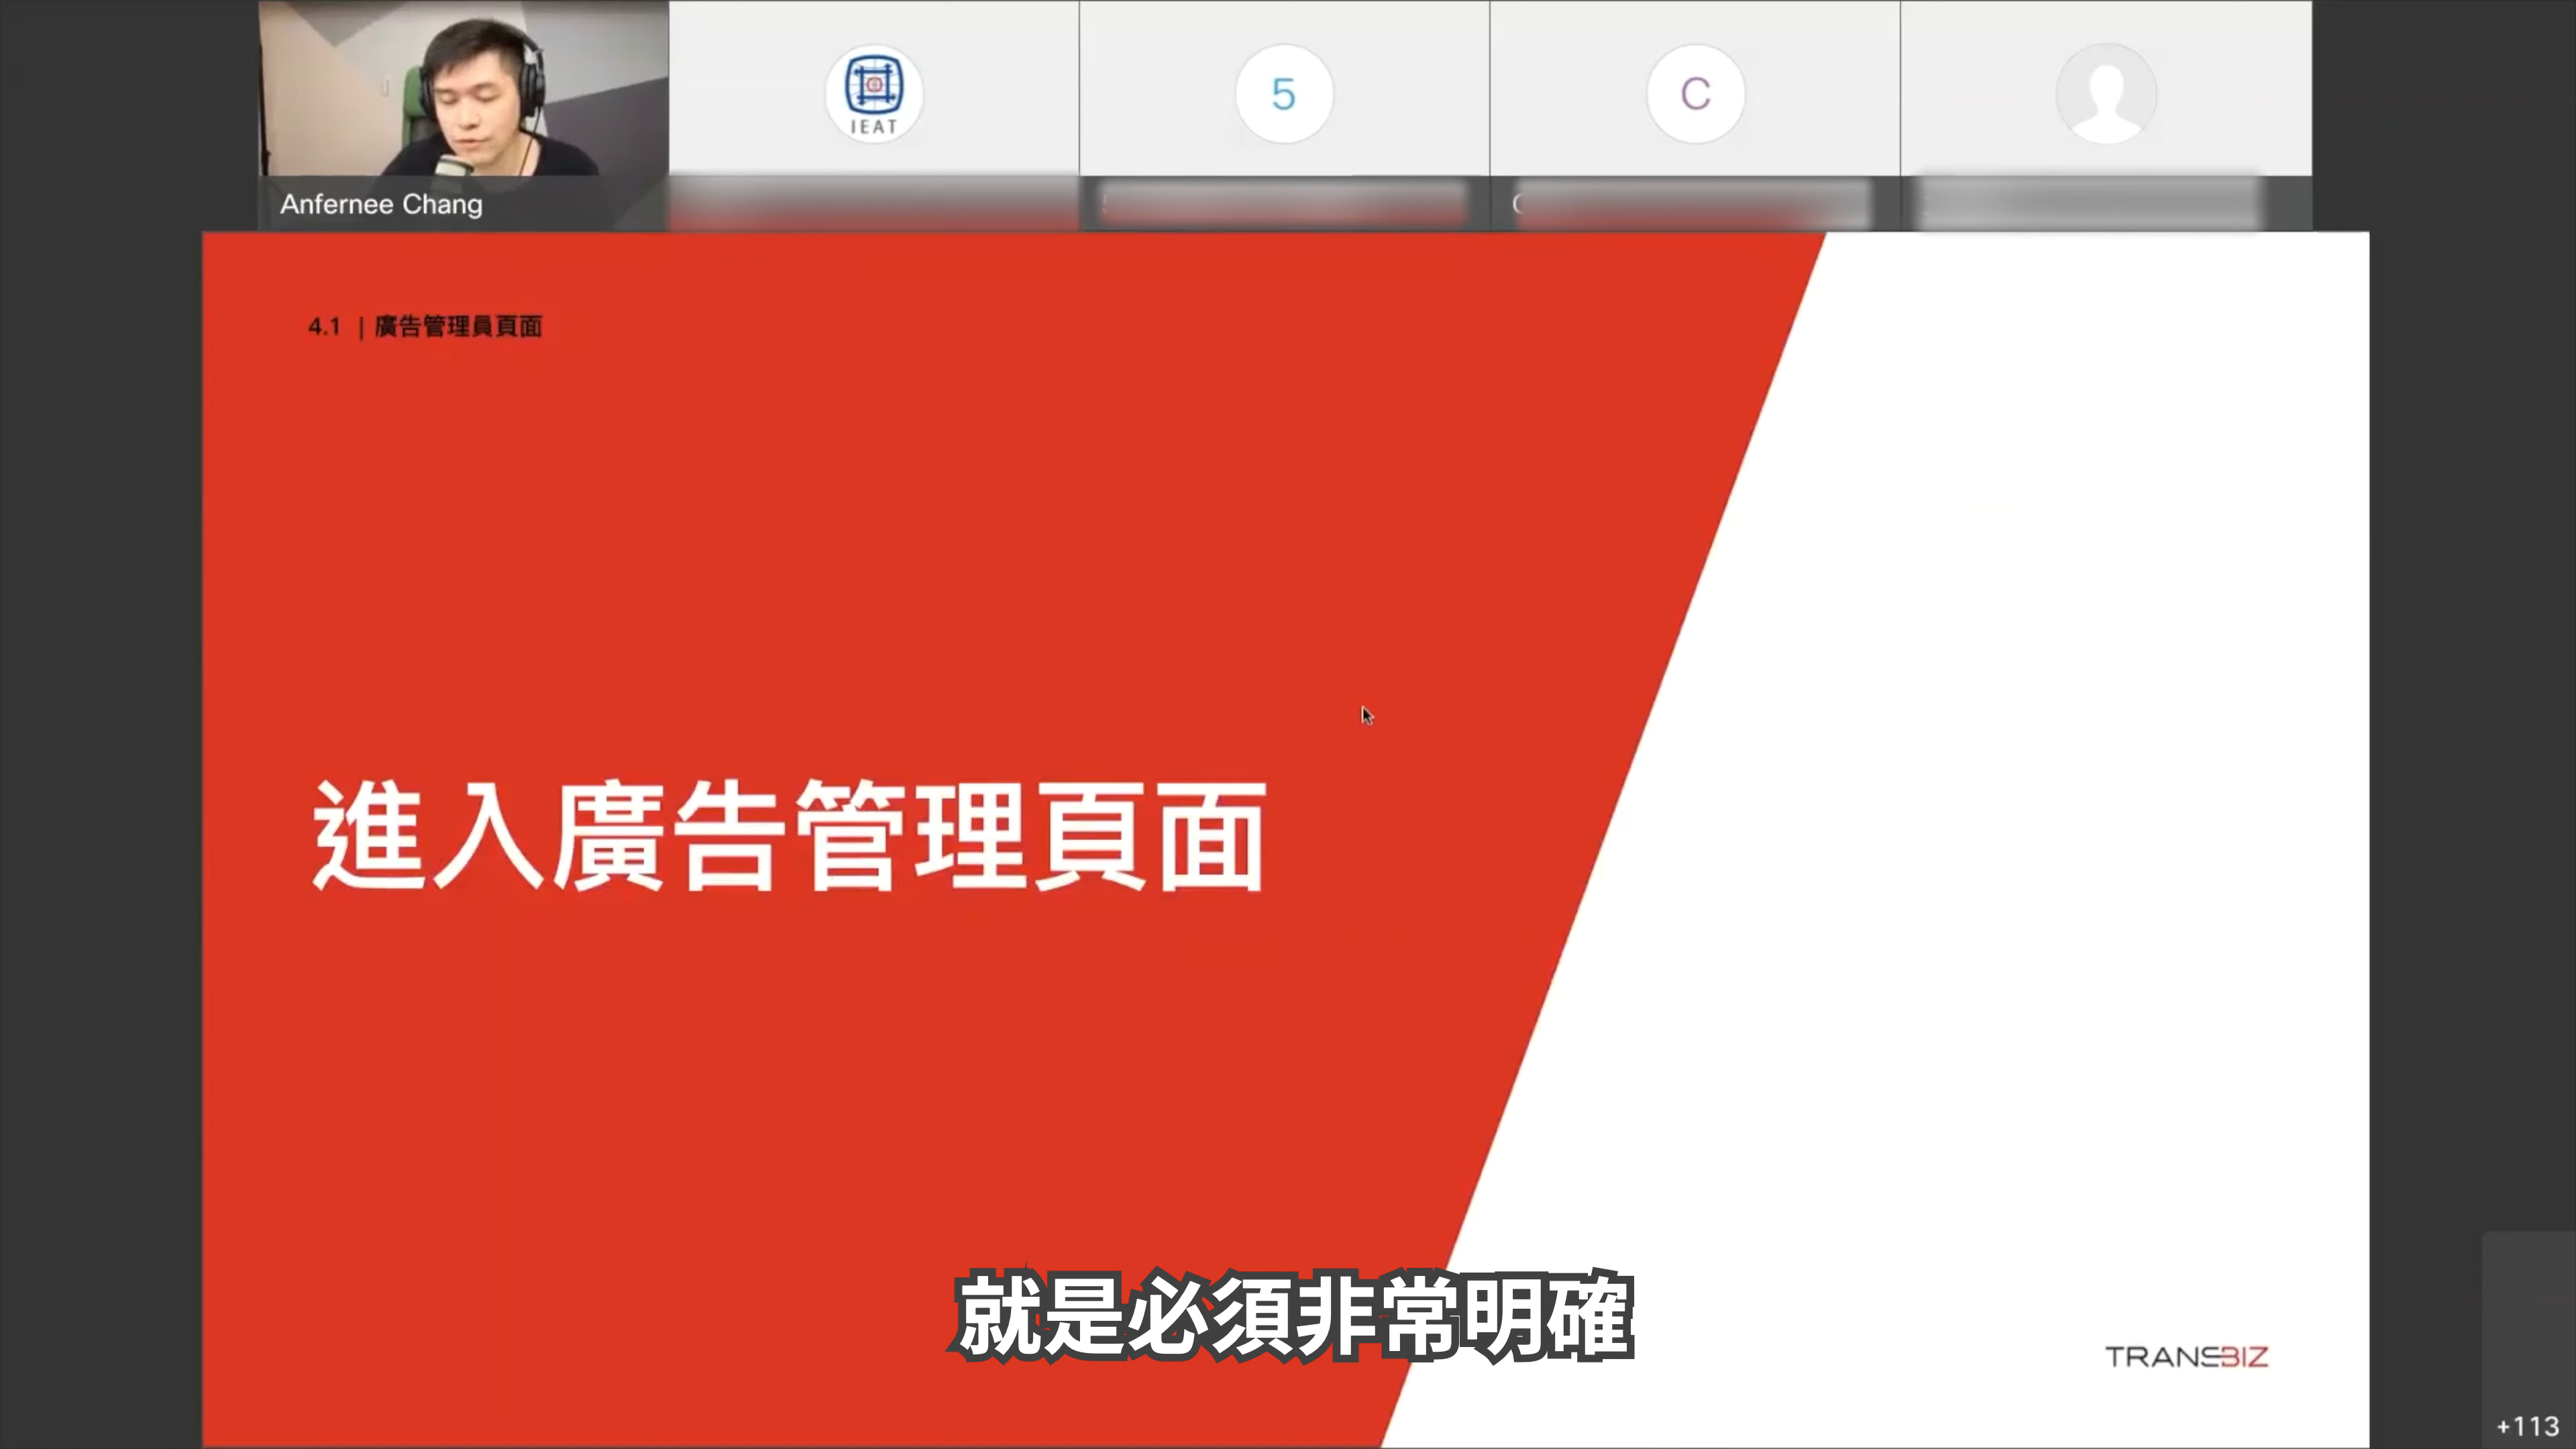 IEAT
5
C
Anfernee Chang
4.1 | 廣告管理員頁面
進入廣告管理頁面
就是必須非常明確
TRANSBIZ
+113